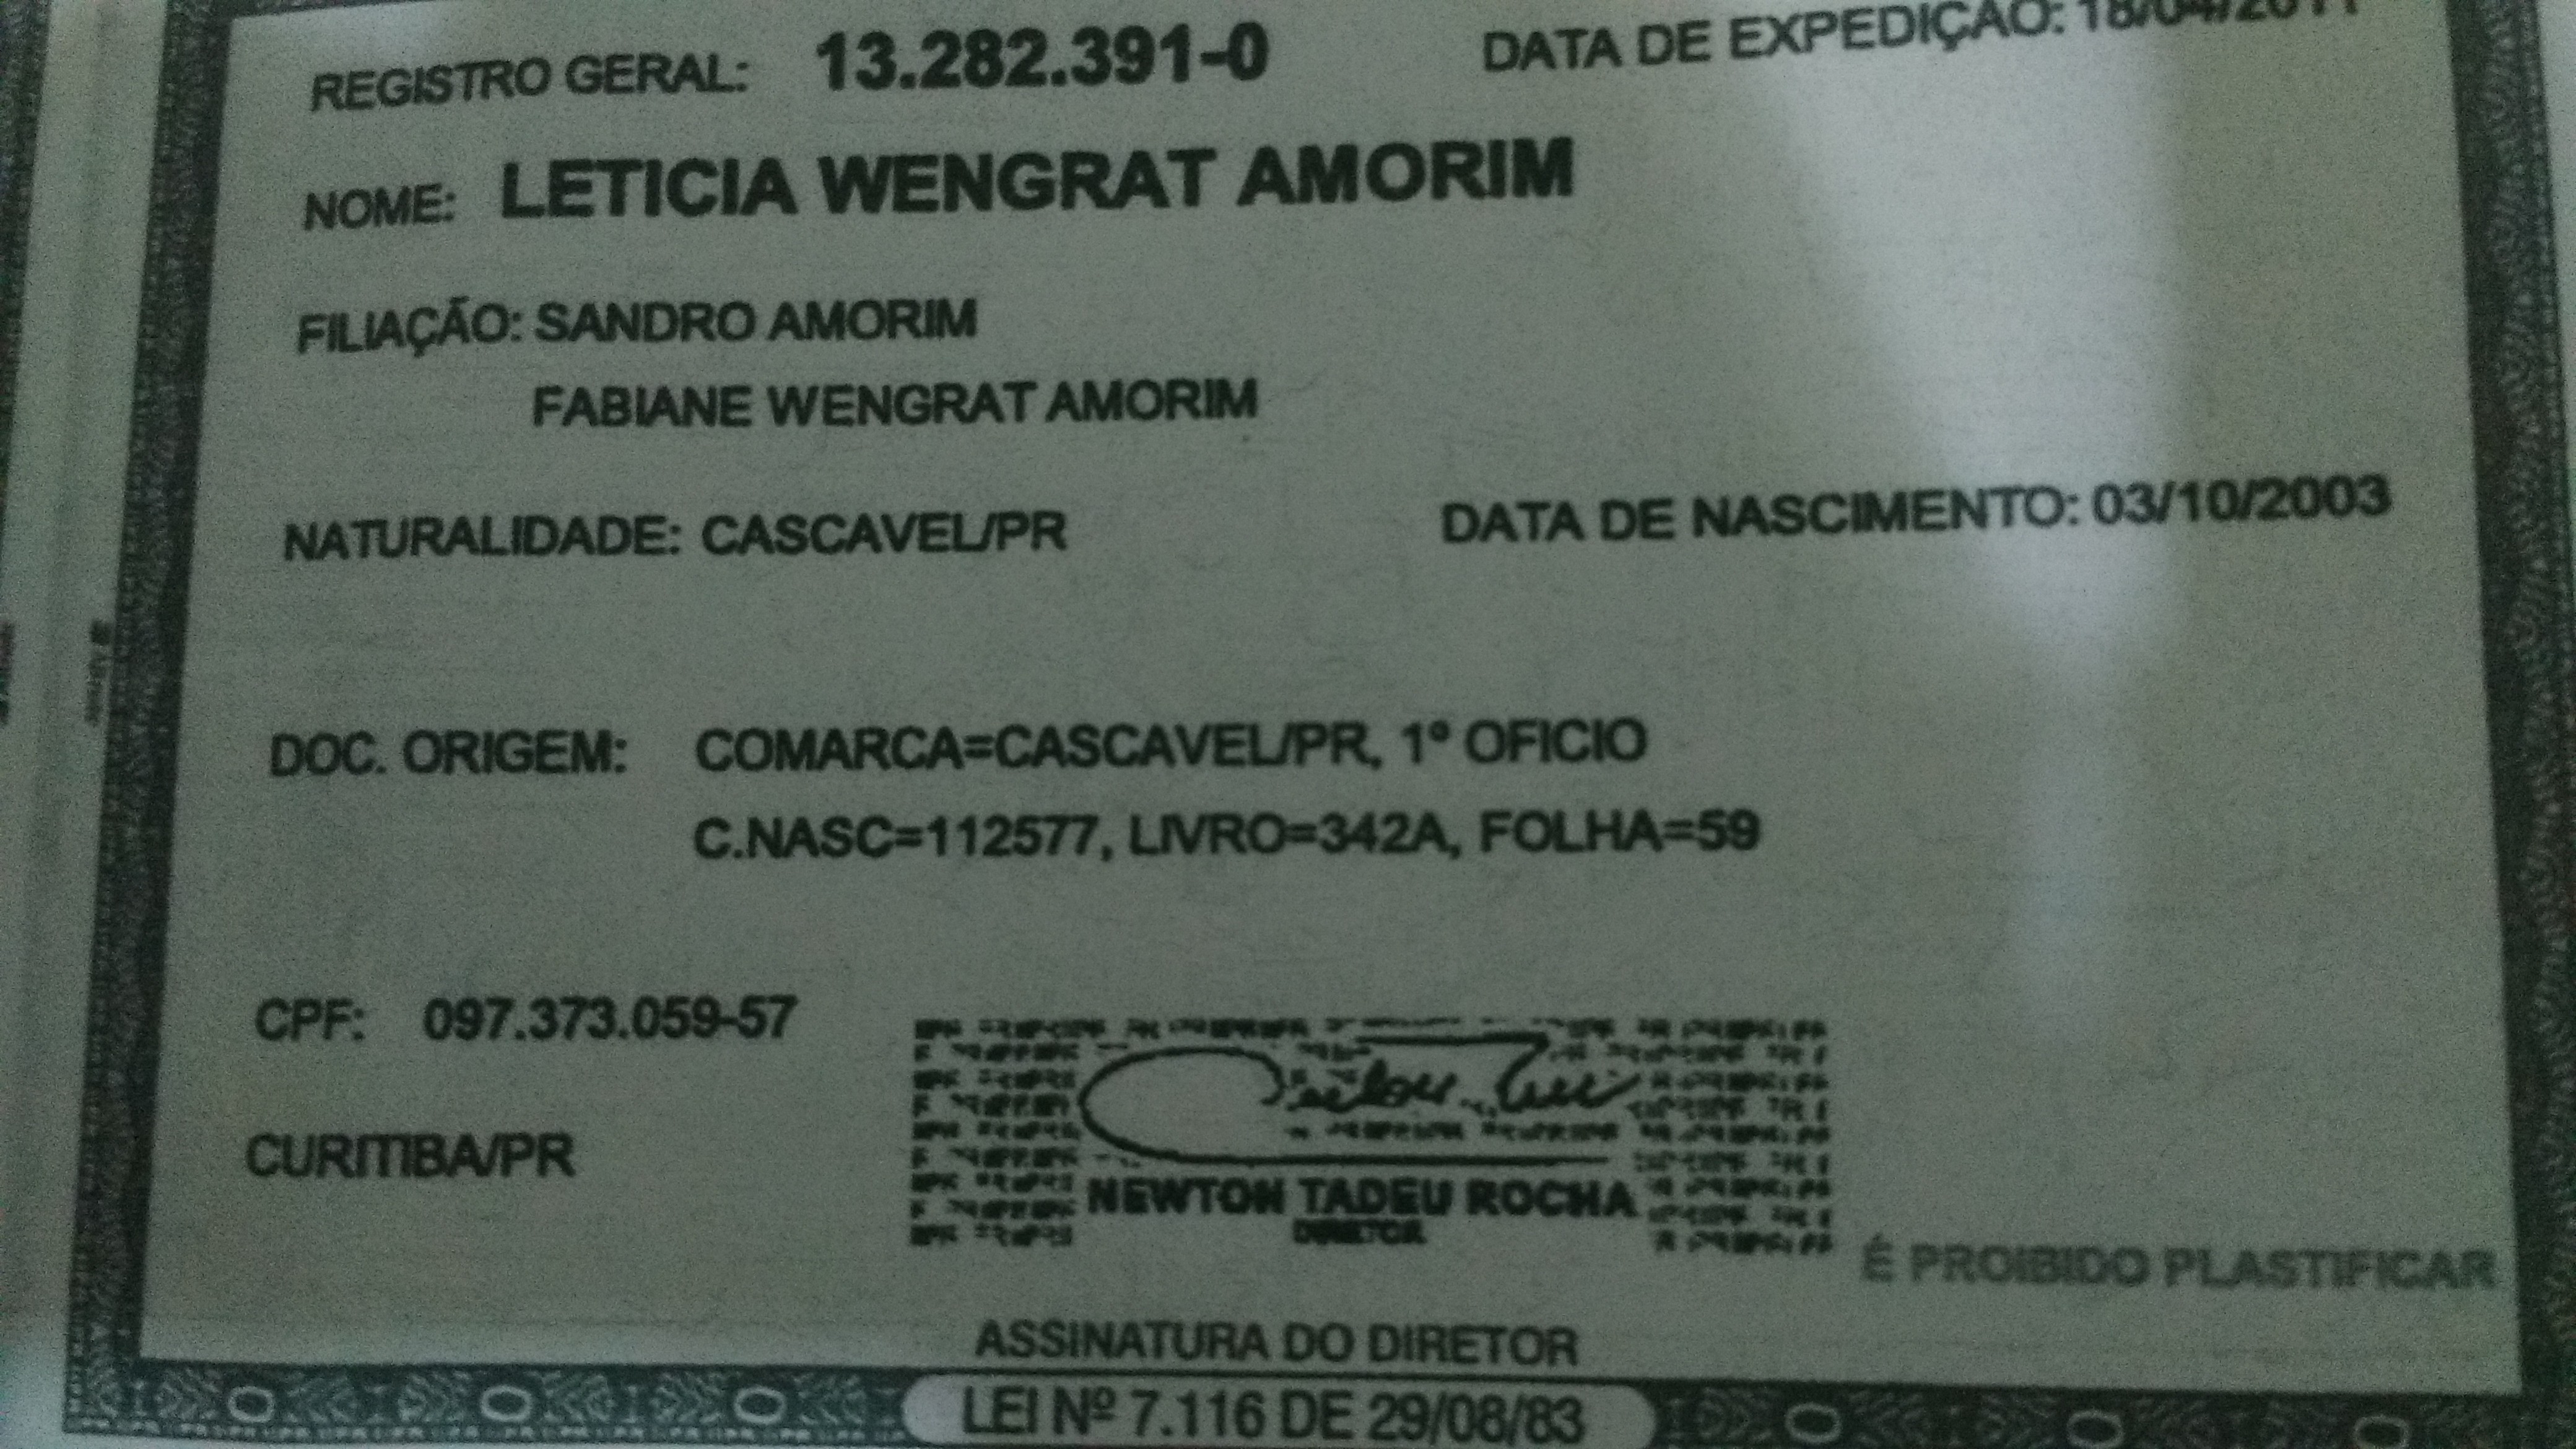 REGISTRO GERAL: 13.282.391-0 DATA DE EXPEDIÇÃO: 18/04/2011
NOME: LETICIA WENGRAT AMORIM
FILIAÇÃO: SANDRO AMORIM
FABIANE WENGRAT AMORIM
NATURALIDADE: CASCAVEL/PR DATA DE NASCIMENTO: 03/10/2003
DOC. ORIGEM: COMARCA=CASCAVEL/PR, 1º OFICIO
C.NASC=112577, LIVRO=342A, FOLHA=59
CPF: 097.373.059-57
CURITIBA/PR
NEWTON TADEU ROCHA
DIRETOR
É PROIBIDO PLASTIFICAR
ASSINATURA DO DIRETOR
LEI Nº 7.116 DE 29/08/83